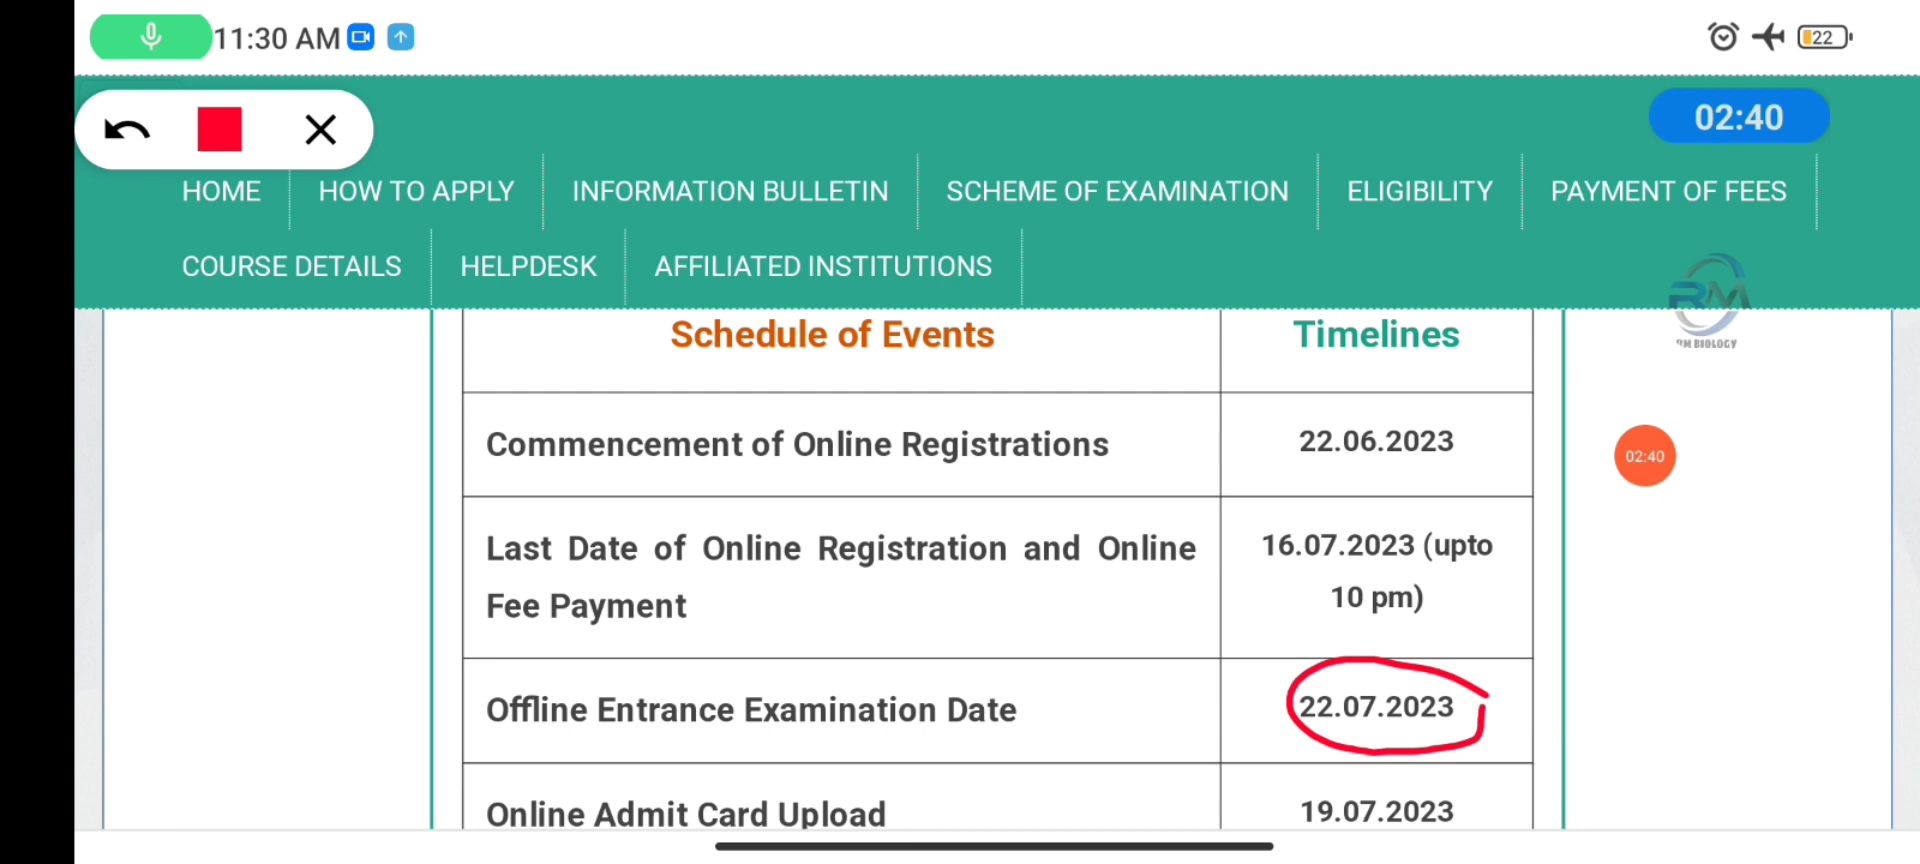 11:30 AM
22
02:40
HOME HOW TO APPLY INFORMATION BULLETIN SCHEME OF EXAMINATION ELIGIBILITY PAYMENT OF FEES
COURSE DETAILS HELPDESK AFFILIATED INSTITUTIONS
RM
RM BIOLOGY
Schedule of Events Timelines
Commencement of Online Registrations 22.06.2023
02:40
Last Date of Online Registration and Online 16.07.2023 (upto
Fee Payment 10 pm)
Offline Entrance Examination Date 22.07.2023
Online Admit Card Upload 19.07.2023